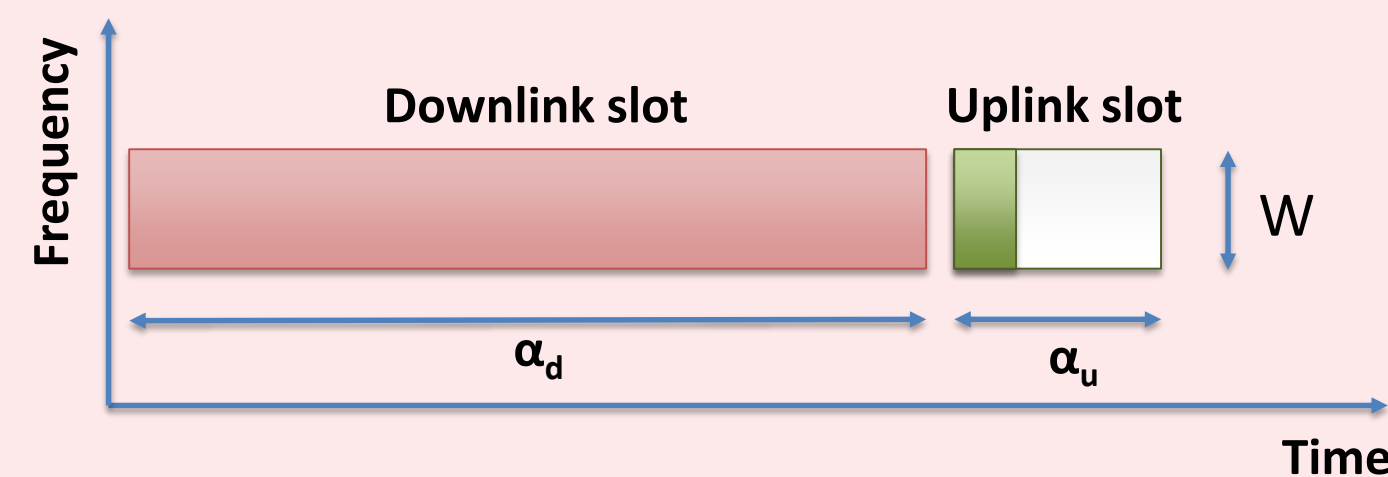 Frequency
Downlink slot
Uplink slot
W
αd
αu
Time